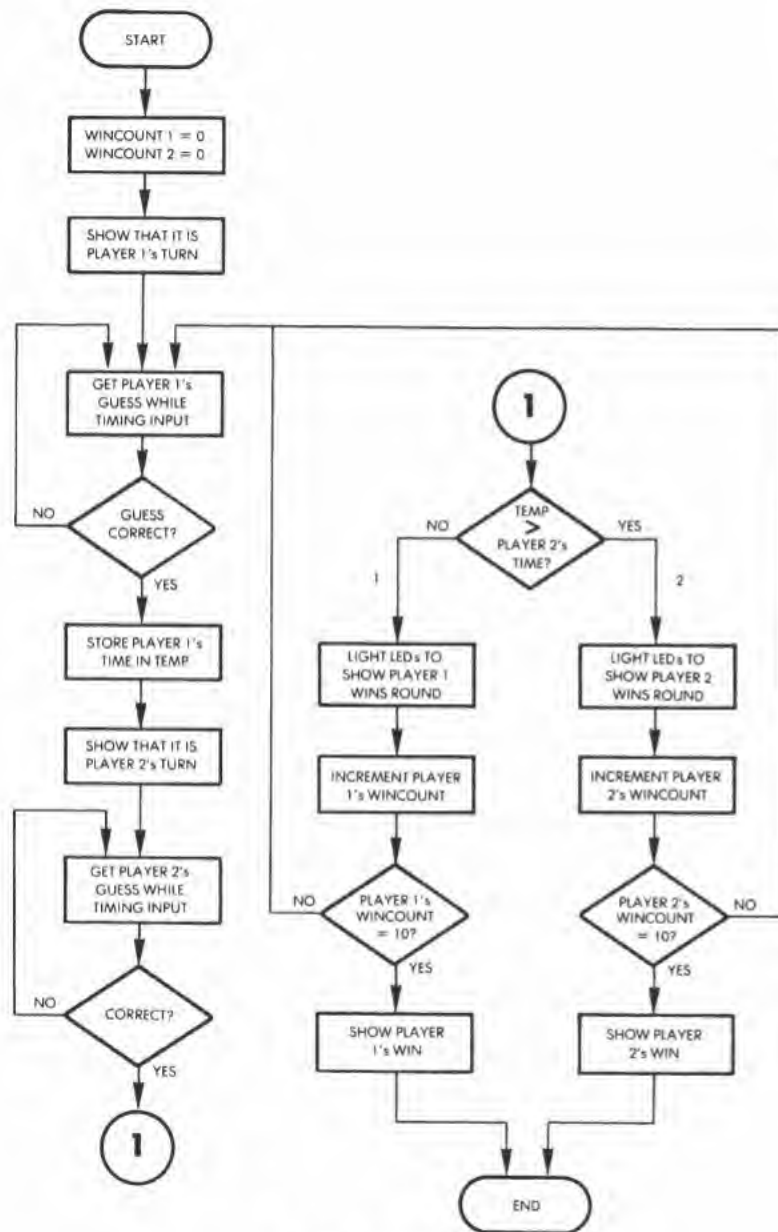 START
WINCOUNT 1 = 0
WINCOUNT 2 = 0
SHOW THAT IT IS
PLAYER 1's TURN
GET PLAYER 1's
GUESS WHILE
TIMING INPUT
NO
GUESS
CORRECT?
YES
STORE PLAYER 1's
TIME IN TEMP
SHOW THAT IT IS
PLAYER 2's TURN
GET PLAYER 2's
GUESS WHILE
TIMING INPUT
NO
CORRECT?
YES
1
1
NO
TEMP
>
PLAYER 2's
TIME?
YES
1
2
LIGHT LEDs TO
SHOW PLAYER 1
WINS ROUND
INCREMENT PLAYER
1's WINCOUNT
NO
PLAYER 1's
WINCOUNT
= 10?
YES
SHOW PLAYER
1's WIN
LIGHT LEDs TO
SHOW PLAYER 2
WINS ROUND
INCREMENT PLAYER
2's WINCOUNT
PLAYER 2's
WINCOUNT
= 10?
NO
YES
SHOW PLAYER
2's WIN
END